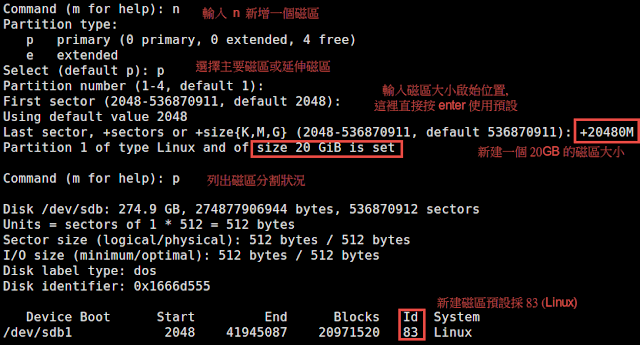 Command (m for help): n
輸入 n 新增一個磁區
Partition type:
p primary (0 primary, 0 extended, 4 free)
e extended
Select (default p): p
選擇主要磁區或延伸磁區
Partition number (1-4, default 1):
輸入磁區大小啟始位置,
First sector (2048-536870911, default 2048):
這裡直接按 enter 使用預設
Using default value 2048
Last sector, +sectors or +size{K,M,G} (2048-536870911, default 536870911): +20480M
Partition 1 of type Linux and of size 20 GiB is set
新建一個 20GB 的磁區大小
Command (m for help): p
列出磁區分割狀況
Disk /dev/sdb: 274.9 GB, 274877906944 bytes, 536870912 sectors
Units = sectors of 1 * 512 = 512 bytes
Sector size (logical/physical): 512 bytes / 512 bytes
I/O size (minimum/optimal): 512 bytes / 512 bytes
Disk label type: dos
Disk identifier: 0x1666d555
新建磁區預設採 83 (Linux)
Device Boot Start End Blocks Id System
/dev/sdb1 2048 41945087 20971520 83 Linux